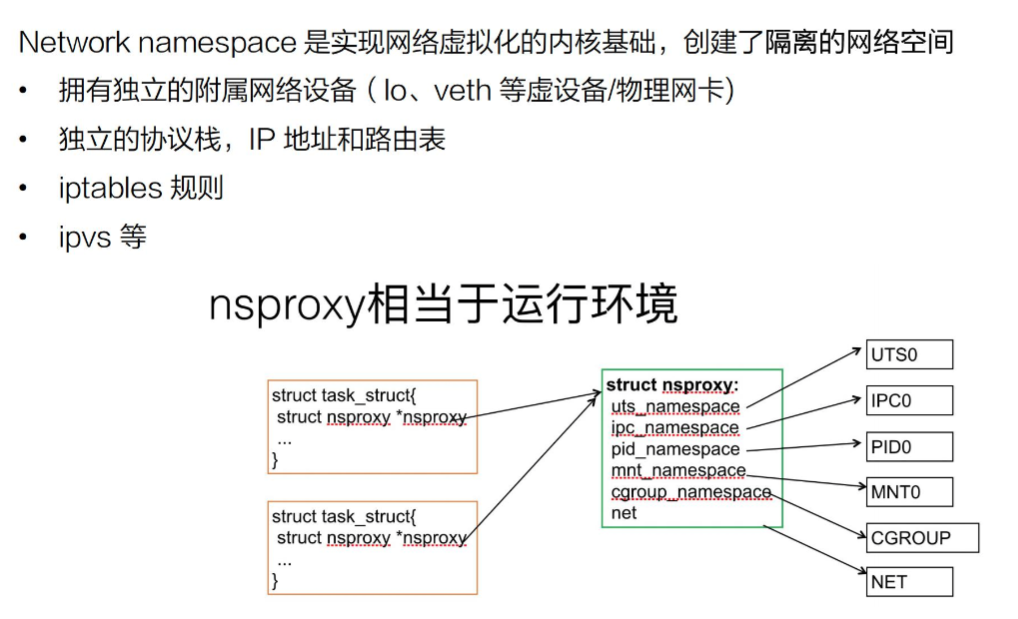 Network namespace 是实现网络虚拟化的内核基础，创建了隔离的网络空间
• 拥有独立的附属网络设备（lo、veth 等虚设备/物理网卡)
• 独立的协议栈，IP 地址和路由表
• iptables 规则
• ipvs 等
nsproxy相当于运行环境
struct task_struct{
struct nsproxy *nsproxy
...
}
struct task_struct{
struct nsproxy *nsproxy
...
}
struct nsproxy:
uts_namespace
ipc_namespace
pid_namespace
mnt_namespace
cgroup_namespace
net
UTS0
IPC0
PID0
MNT0
CGROUP
NET